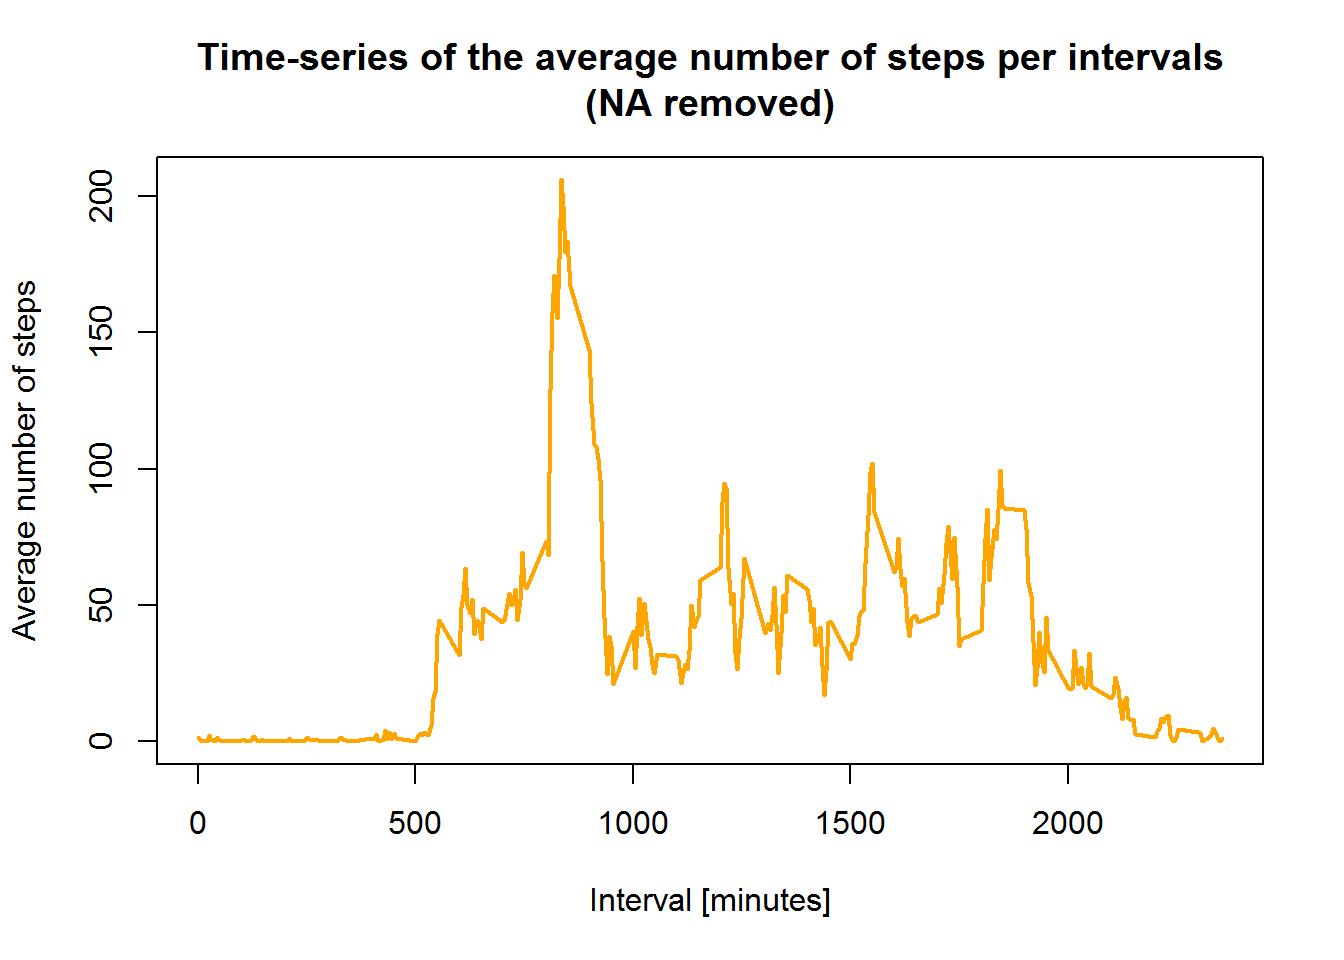 Time-series of the average number of steps per intervals
(NA removed)
Average number of steps
200
150
100
50
0
0 500 1000 1500 2000
Interval [minutes]